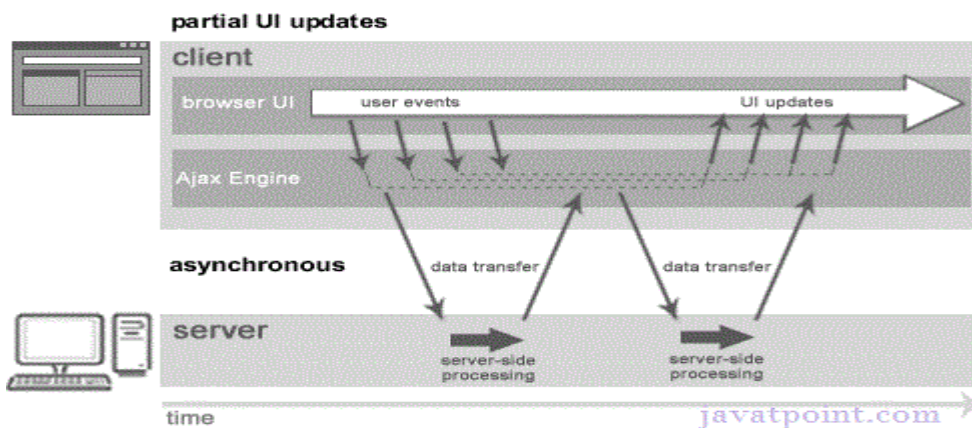 partial UI updates
client
browser UI
user events
UI updates
Ajax Engine
asynchronous
data transfer
data transfer
server
server-side
processing
server-side
processing
time
javatpoint.com